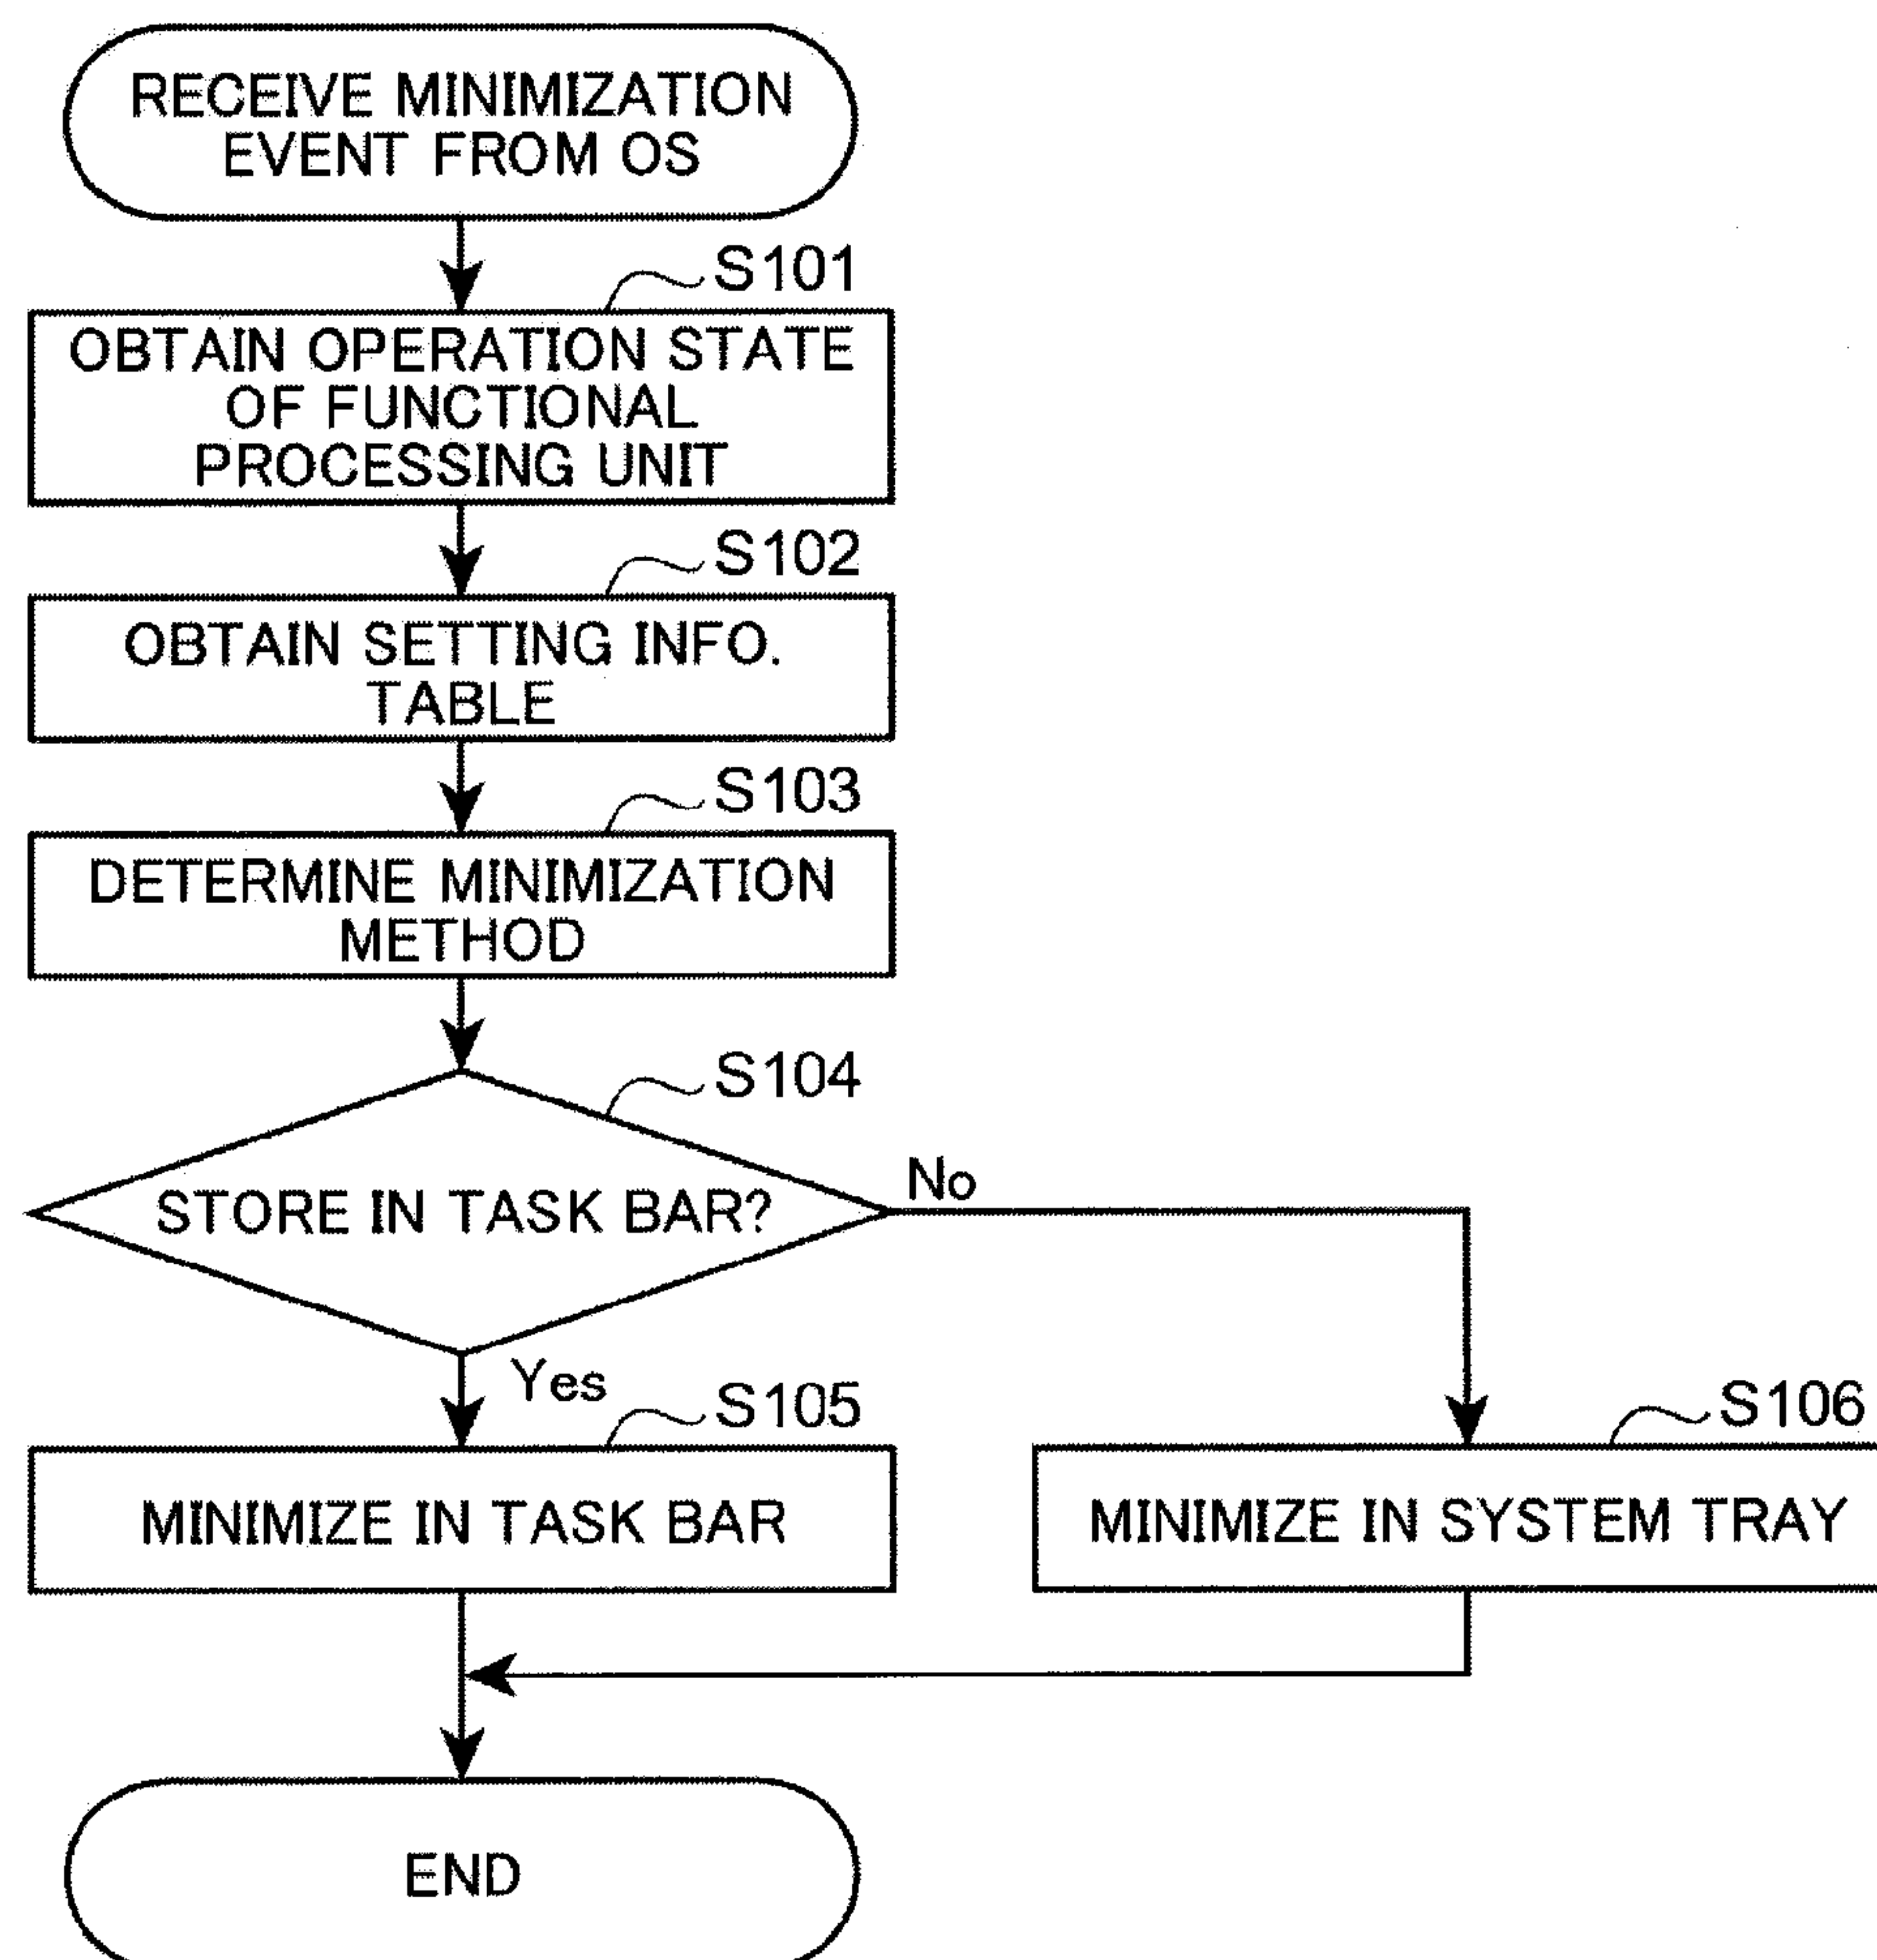 RECEIVE MINIMIZATION
EVENT FROM OS
S101
OBTAIN OPERATION STATE
OF FUNCTIONAL
PROCESSING UNIT
S102
OBTAIN SETTING INFO.
TABLE
S103
DETERMINE MINIMIZATION
METHOD
S104
STORE IN TASK BAR?
No
Yes
S105
MINIMIZE IN TASK BAR
S106
MINIMIZE IN SYSTEM TRAY
END